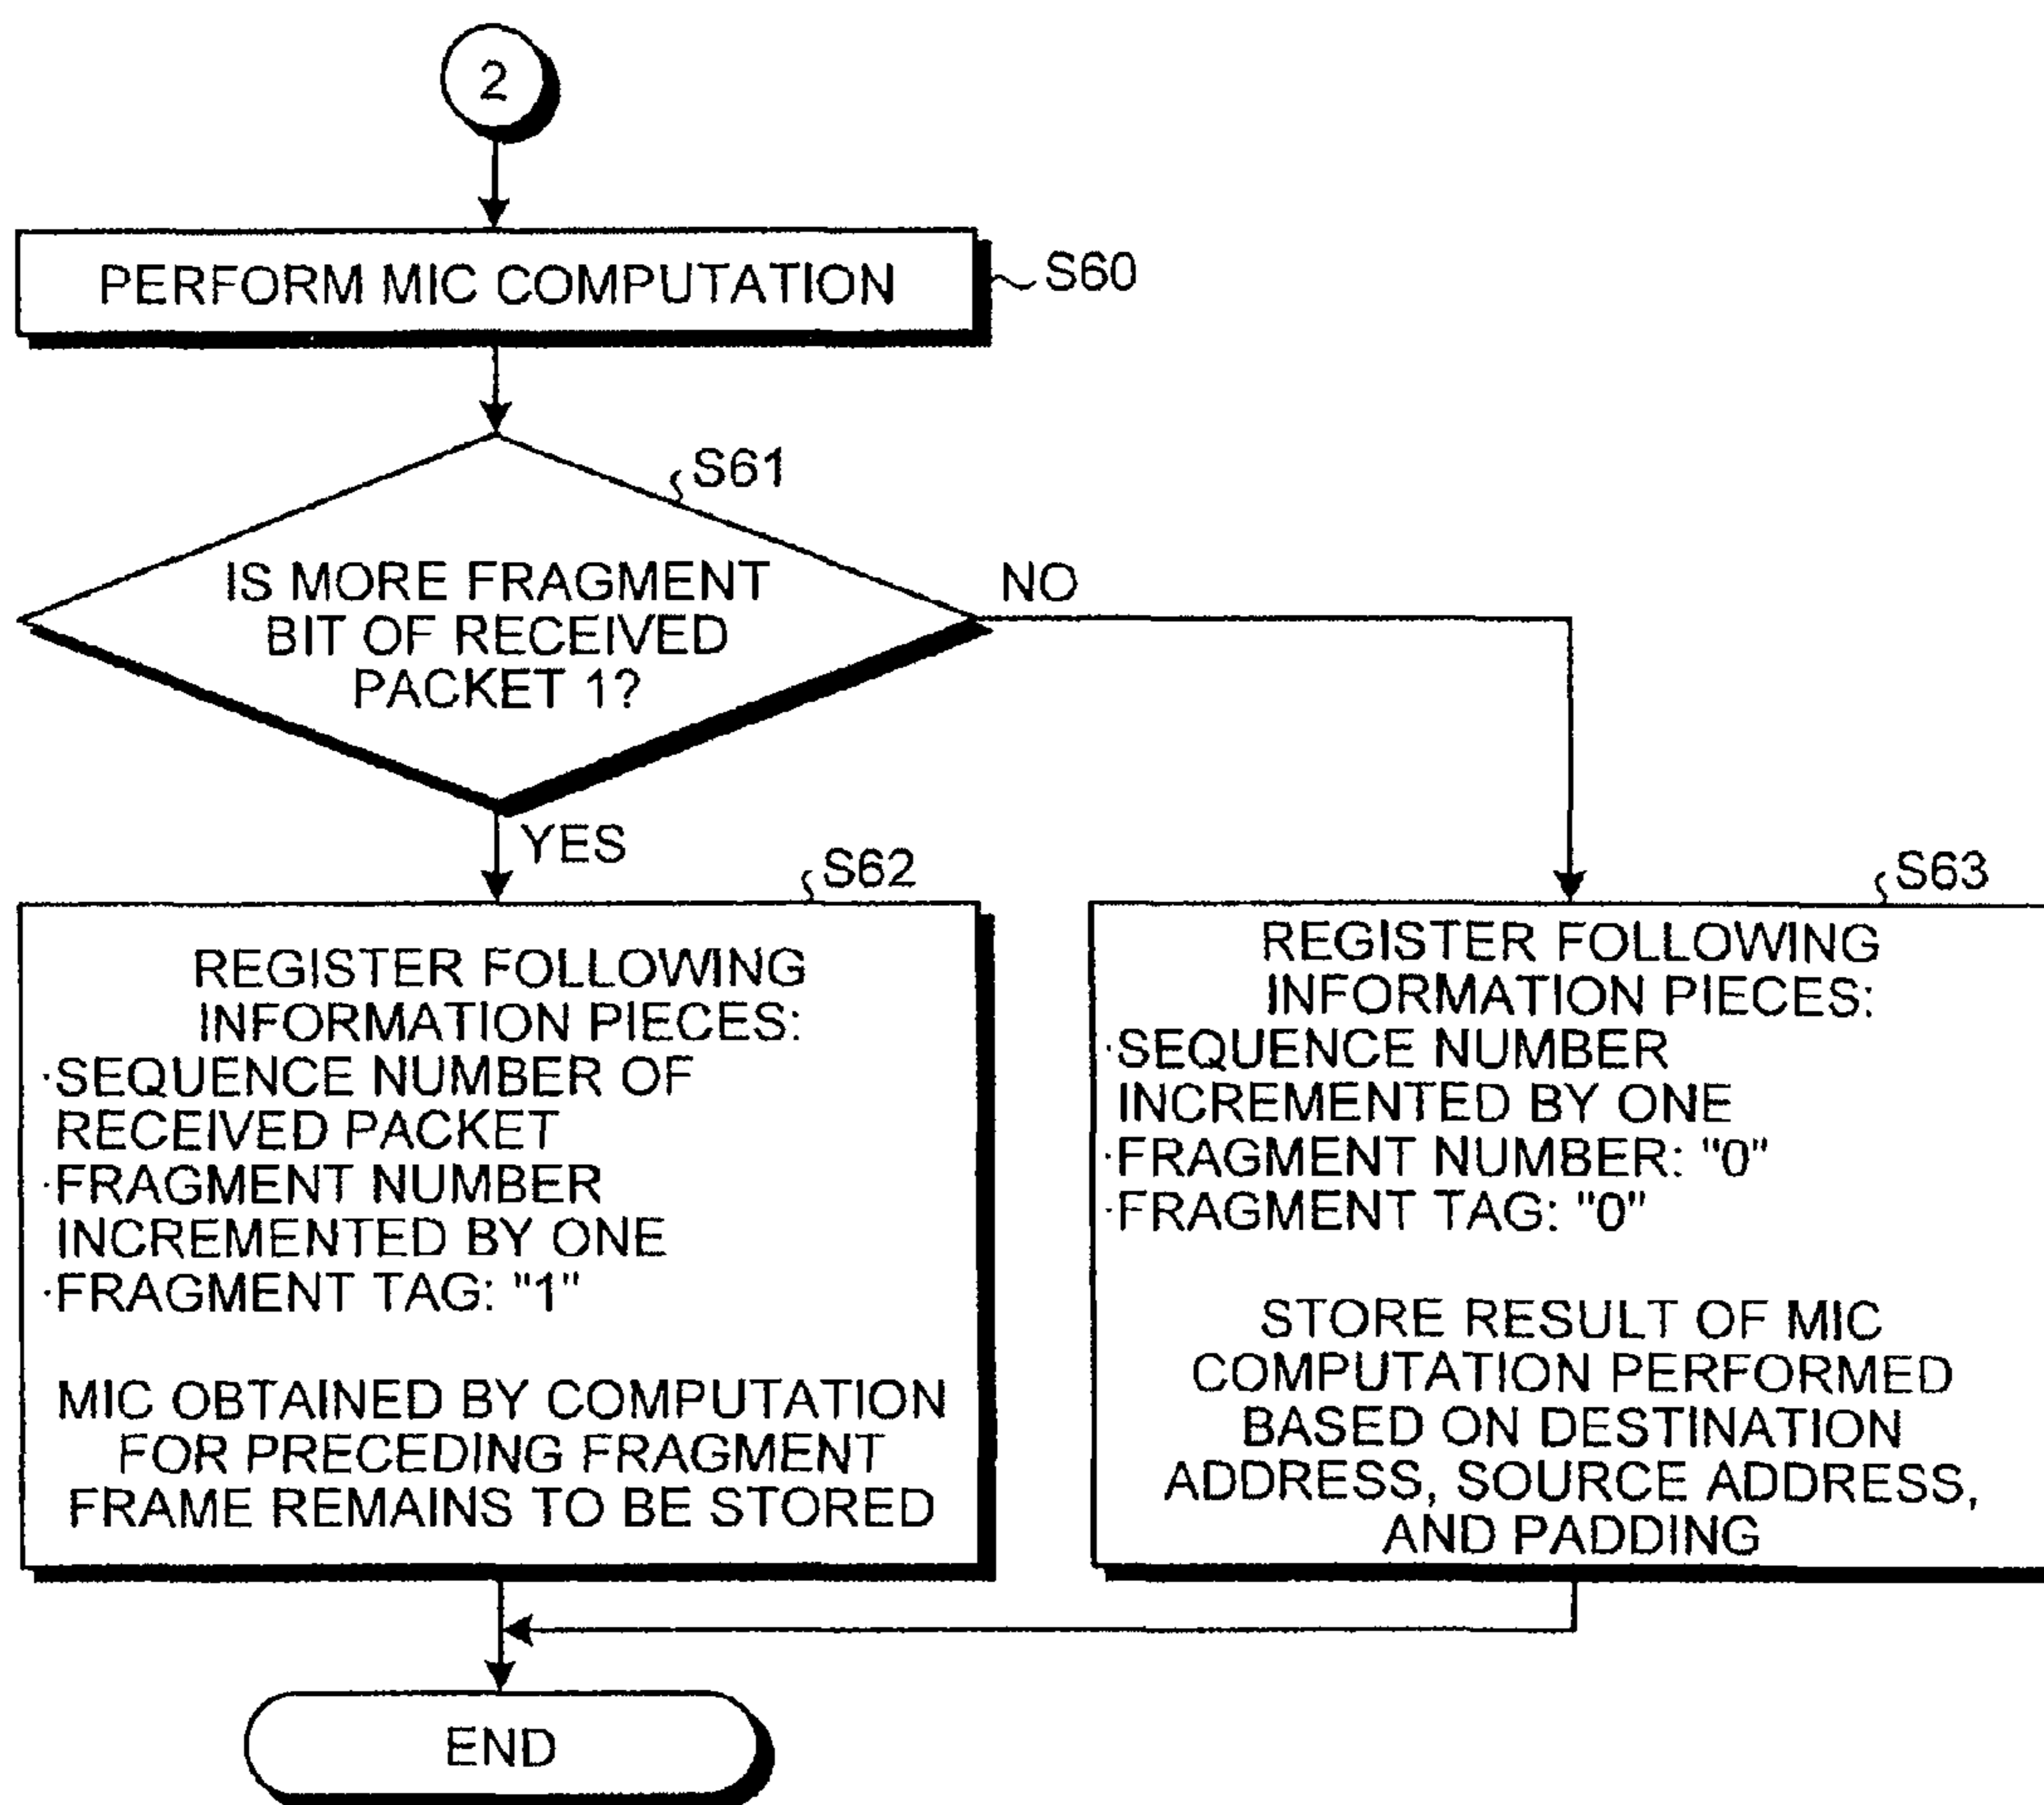 2
PERFORM MIC COMPUTATION
S60
S61
IS MORE FRAGMENT
BIT OF RECEIVED
PACKET 1?
NO
YES
S62
REGISTER FOLLOWING
INFORMATION PIECES:
·SEQUENCE NUMBER OF
RECEIVED PACKET
·FRAGMENT NUMBER
INCREMENTED BY ONE
·FRAGMENT TAG: "1"
MIC OBTAINED BY COMPUTATION
FOR PRECEDING FRAGMENT
FRAME REMAINS TO BE STORED
S63
REGISTER FOLLOWING
INFORMATION PIECES:
·SEQUENCE NUMBER
INCREMENTED BY ONE
·FRAGMENT NUMBER: "0"
·FRAGMENT TAG: "0"
STORE RESULT OF MIC
COMPUTATION PERFORMED
BASED ON DESTINATION
ADDRESS, SOURCE ADDRESS,
AND PADDING
END